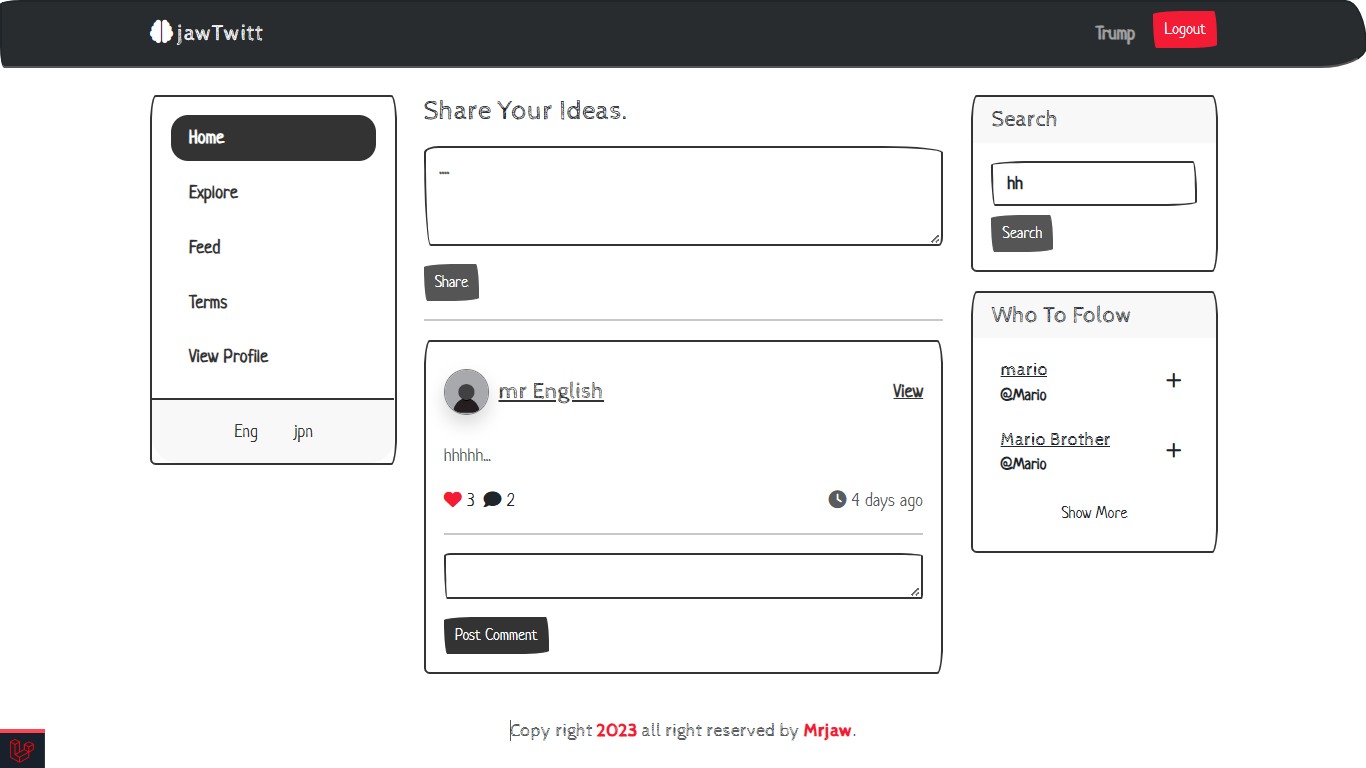 jawTwitt
Trump
Logout
Home
Explore
Feed
Terms
View Profile
Eng
jpn
Share Your Ideas.
....
Share
mr English
View
hhhhh...
3
2
4 days ago
Post Comment
Search
hh
Search
Who To Folow
mario
@Mario
Mario Brother
@Mario
Show More
Copy right 2023 all right reserved by Mrjaw.